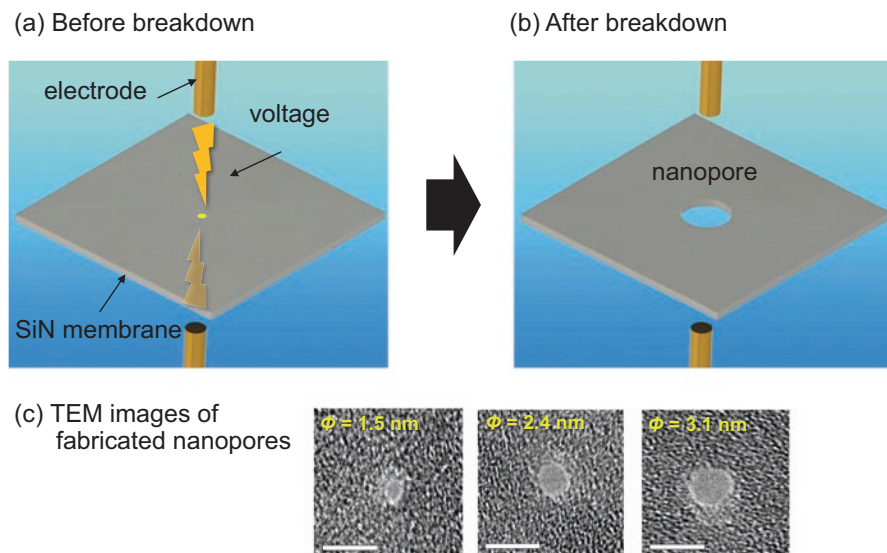 (a) Before breakdown
(b) After breakdown
electrode
voltage
SiN membrane
nanopore
(c) TEM images of
fabricated nanopores
Φ = 1.5 nm
Φ = 2.4 nm
Φ = 3.1 nm